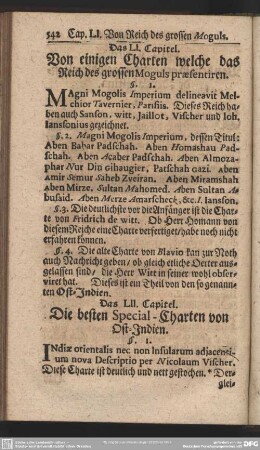 542 Cap. LI. Von Reich des grossen Moguls.
Das LI. Capitel.
Von einigen Charten welche das
Reich des grossen Moguls præsentiren.
§. 1.
Magni Mogolis Imperium delineavit Mel-
chior Tavernier, Parisiis. Dieses Reich ha-
ben auch Sanson, witt, Jaillot, Vischer und Joh.
Ianssonius gezeichnet.
§. 2. Magni Mogolis Imperium, dessen Titul:
Aben Babar Padschah. Aben Homashau Pad-
schah. Aben Acaber Padschah. Aben Almoza-
phar Nur Din gihaugier, Patschah Gazi. Aben
Amir Semur Saheb Zueiran. Aben Miramshah
Aben Mirze. Sultan Mahomed. Aben Sultan A-
busaid. Aben Merze Amarscheck, &c. I. Ianson.
§. 3. Die deutlichste vor die Anfänger ist die Char-
te von Fridrich de witt. Ob Herr Homann von
diesem Reiche eine Charte verfertiget/ habe noch nicht
erfahren können.
§. 4. Die alte Charte von Blavio kan zur Noth
auch Nachricht geben/ ob gleich etliche Oerter aus-
gelassen sind/ die Herr Witt in seiner wohl obser-
viret hat. Dieses ist ein Theil von den so genann-
ten Ost-Indien.
Das LII. Capitel.
Die besten Special-Charten von
Ost-Indien.
§. 1.
Indiæ orientalis nec non Insularum adjacensi-
um nova Descriptio per Nicolaum Vischer.
Diese Charte ist deutlich und nett gestochen. * Der-
glei-